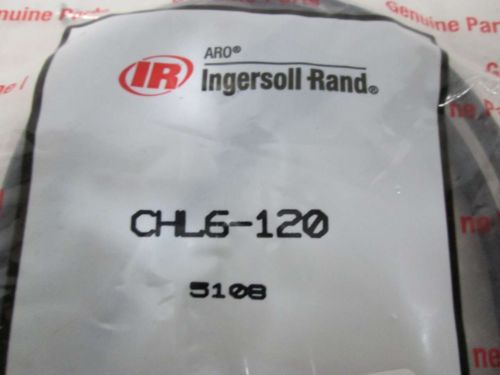 Genuine Parts
Genuine Par
ARO®
IR Ingersoll Rand®
CHL6-120
5108